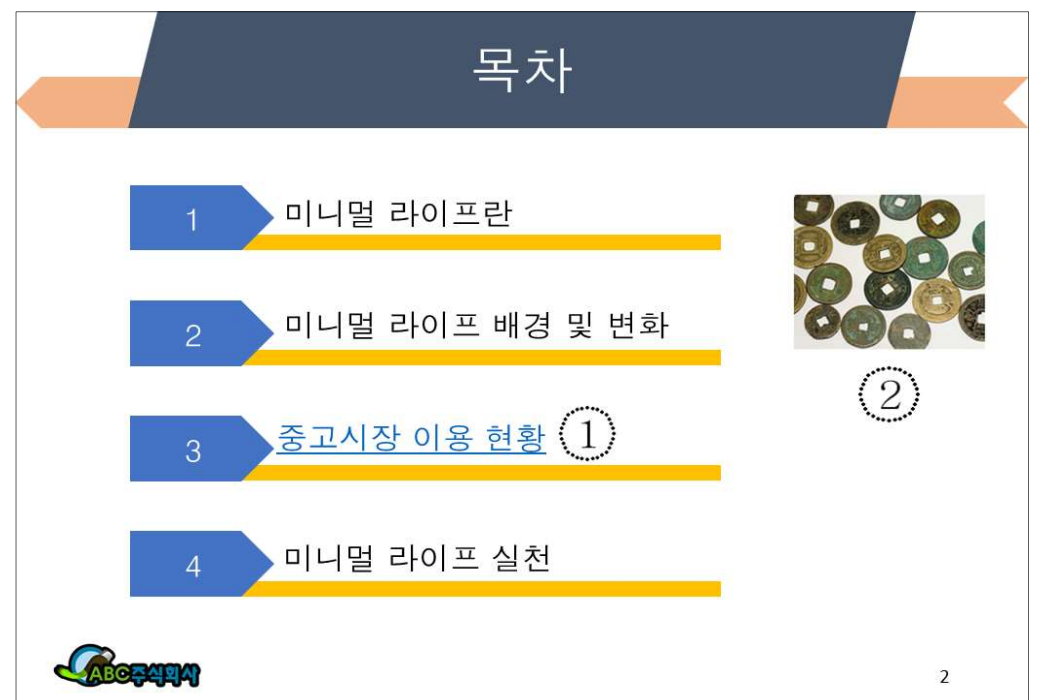 목차
1 미니멀 라이프란
2 미니멀 라이프 배경 및 변화
3 중고시장 이용 현황 1
4 미니멀 라이프 실천
2
ABC주식회사
2